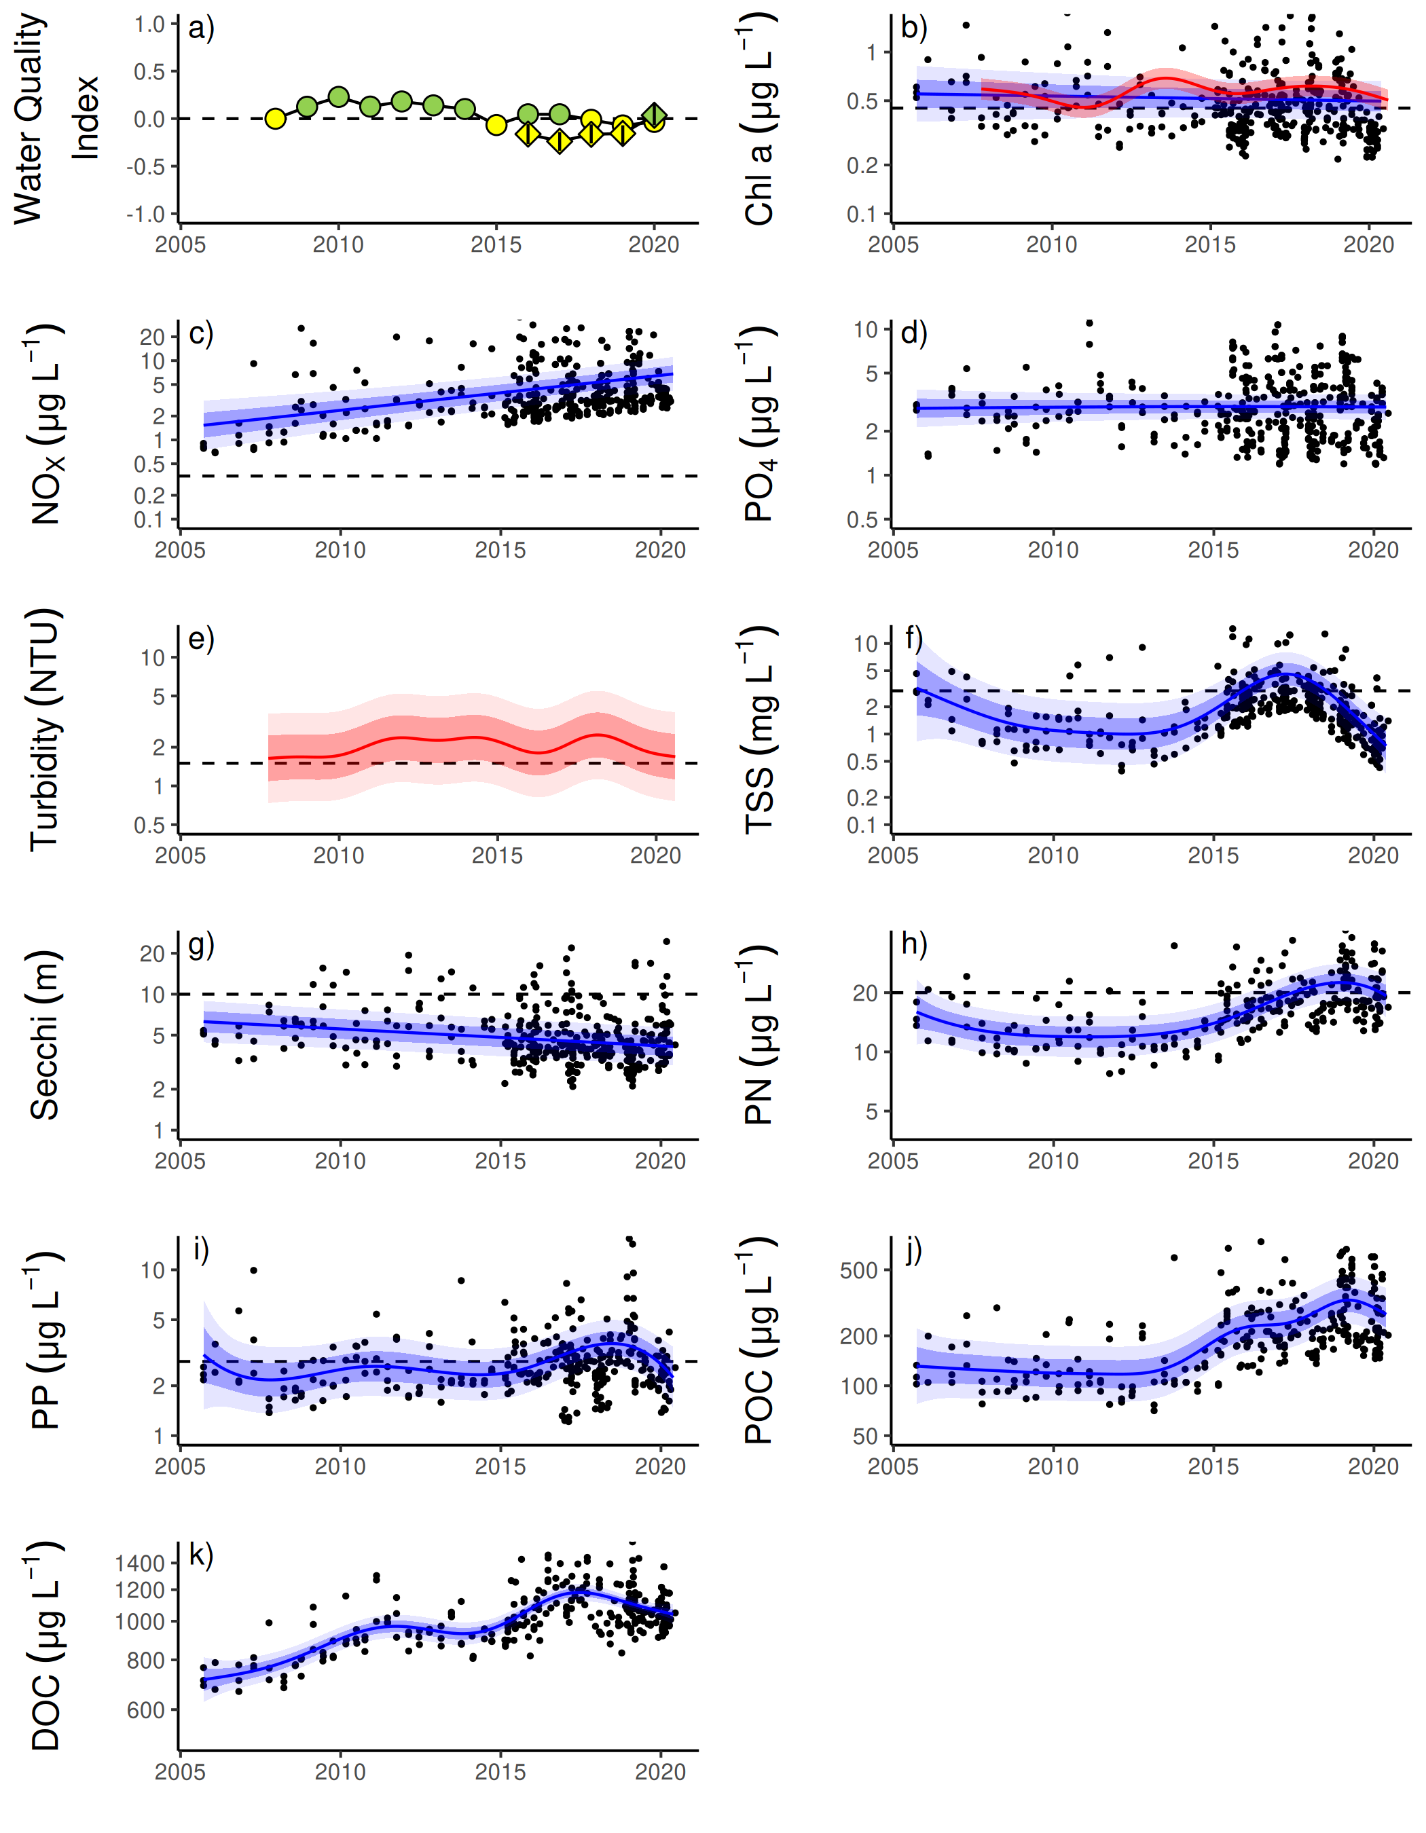 Water Quality
Index
a)
1.0
0.5
0.0
-0.5
-1.0
2005 2010 2015 2020
Chl a (µg L⁻¹)
b)
1
0.5
0.2
0.1
2005 2010 2015 2020
NOₓ (µg L⁻¹)
c)
20
10
5
2
1
0.5
0.2
0.1
2005 2010 2015 2020
PO₄ (µg L⁻¹)
d)
10
5
2
1
0.5
2005 2010 2015 2020
Turbidity (NTU)
e)
10
5
2
1
0.5
2005 2010 2015 2020
TSS (mg L⁻¹)
f)
10
5
2
1
0.5
0.2
0.1
2005 2010 2015 2020
Secchi (m)
g)
20
10
5
2
1
2005 2010 2015 2020
PN (µg L⁻¹)
h)
20
10
5
2005 2010 2015 2020
PP (µg L⁻¹)
i)
10
5
2
1
2005 2010 2015 2020
POC (µg L⁻¹)
j)
500
200
100
50
2005 2010 2015 2020
DOC (µg L⁻¹)
k)
1400
1200
1000
800
600
2005 2010 2015 2020